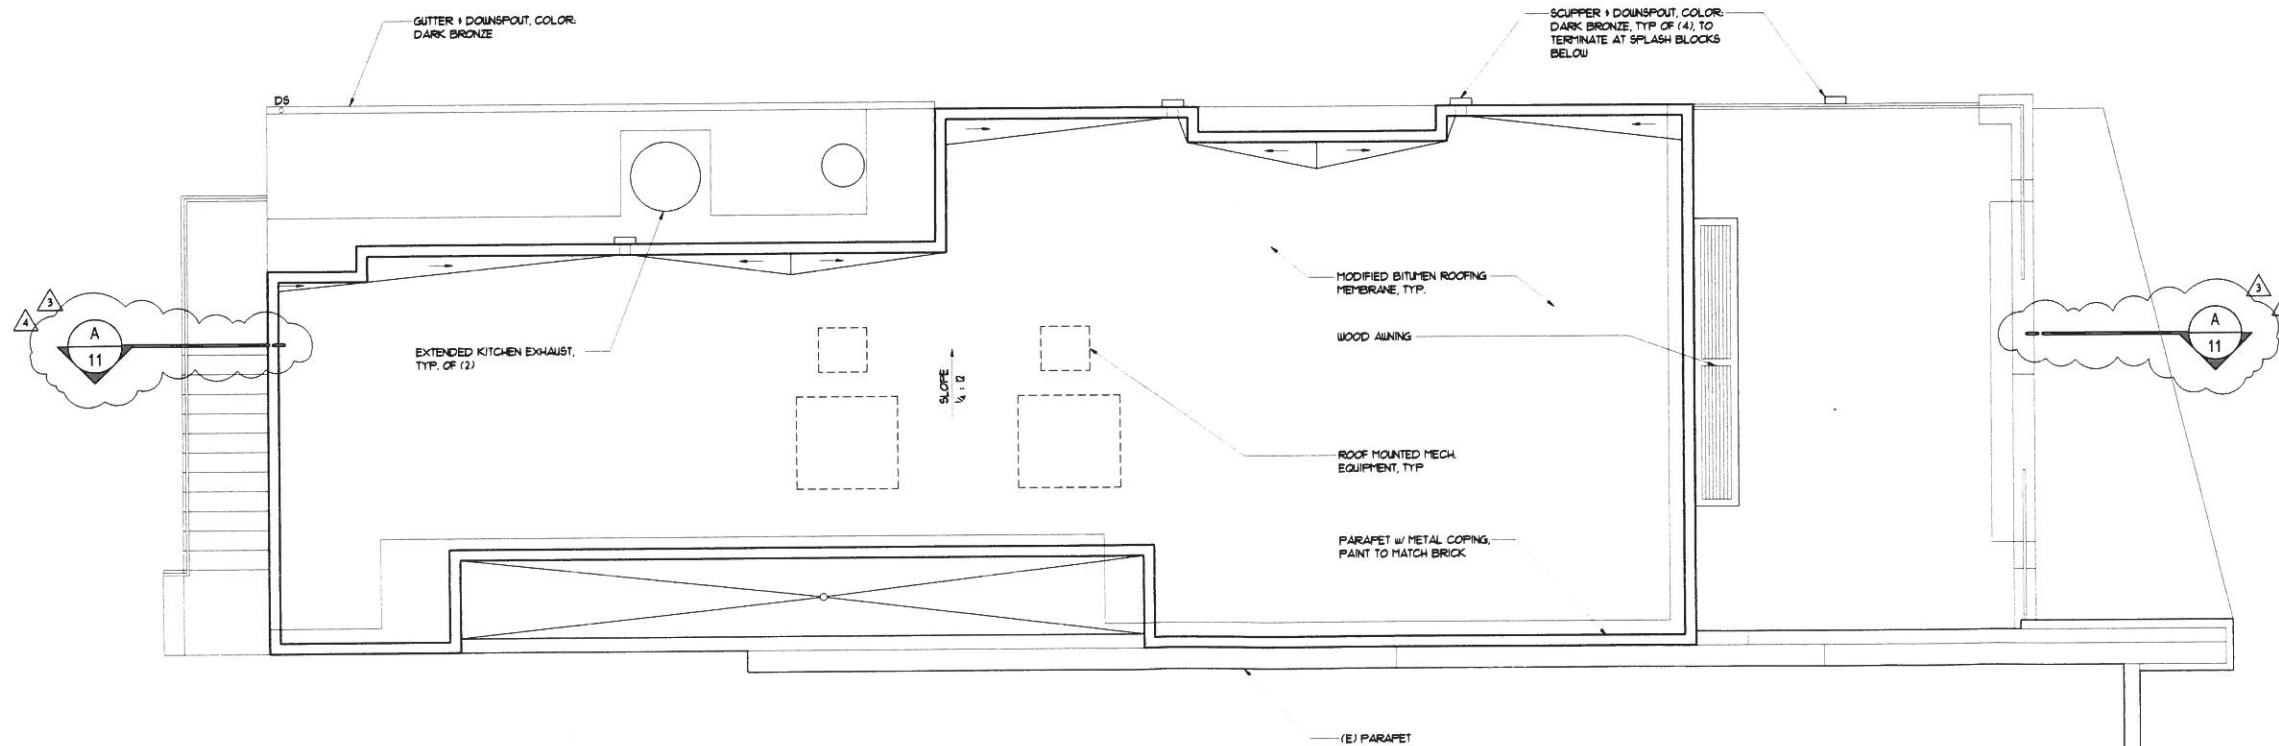 GUTTER & DOWNSPOUT, COLOR:
DARK BRONZE
SCUPPER & DOWNSPOUT, COLOR:
DARK BRONZE, TYP OF (4), TO
TERMINATE AT SPLASH BLOCKS
BELOW
DS
MODIFIED BITUMEN ROOFING
MEMBRANE, TYP.
3
4
A
11
3
A
11
WOOD AWNING
EXTENDED KITCHEN EXHAUST,
TYP. OF (2)
SLOPE
1/4 : 12
ROOF MOUNTED MECH.
EQUIPMENT, TYP
PARAPET w/ METAL COPING,
PAINT TO MATCH BRICK
(E) PARAPET